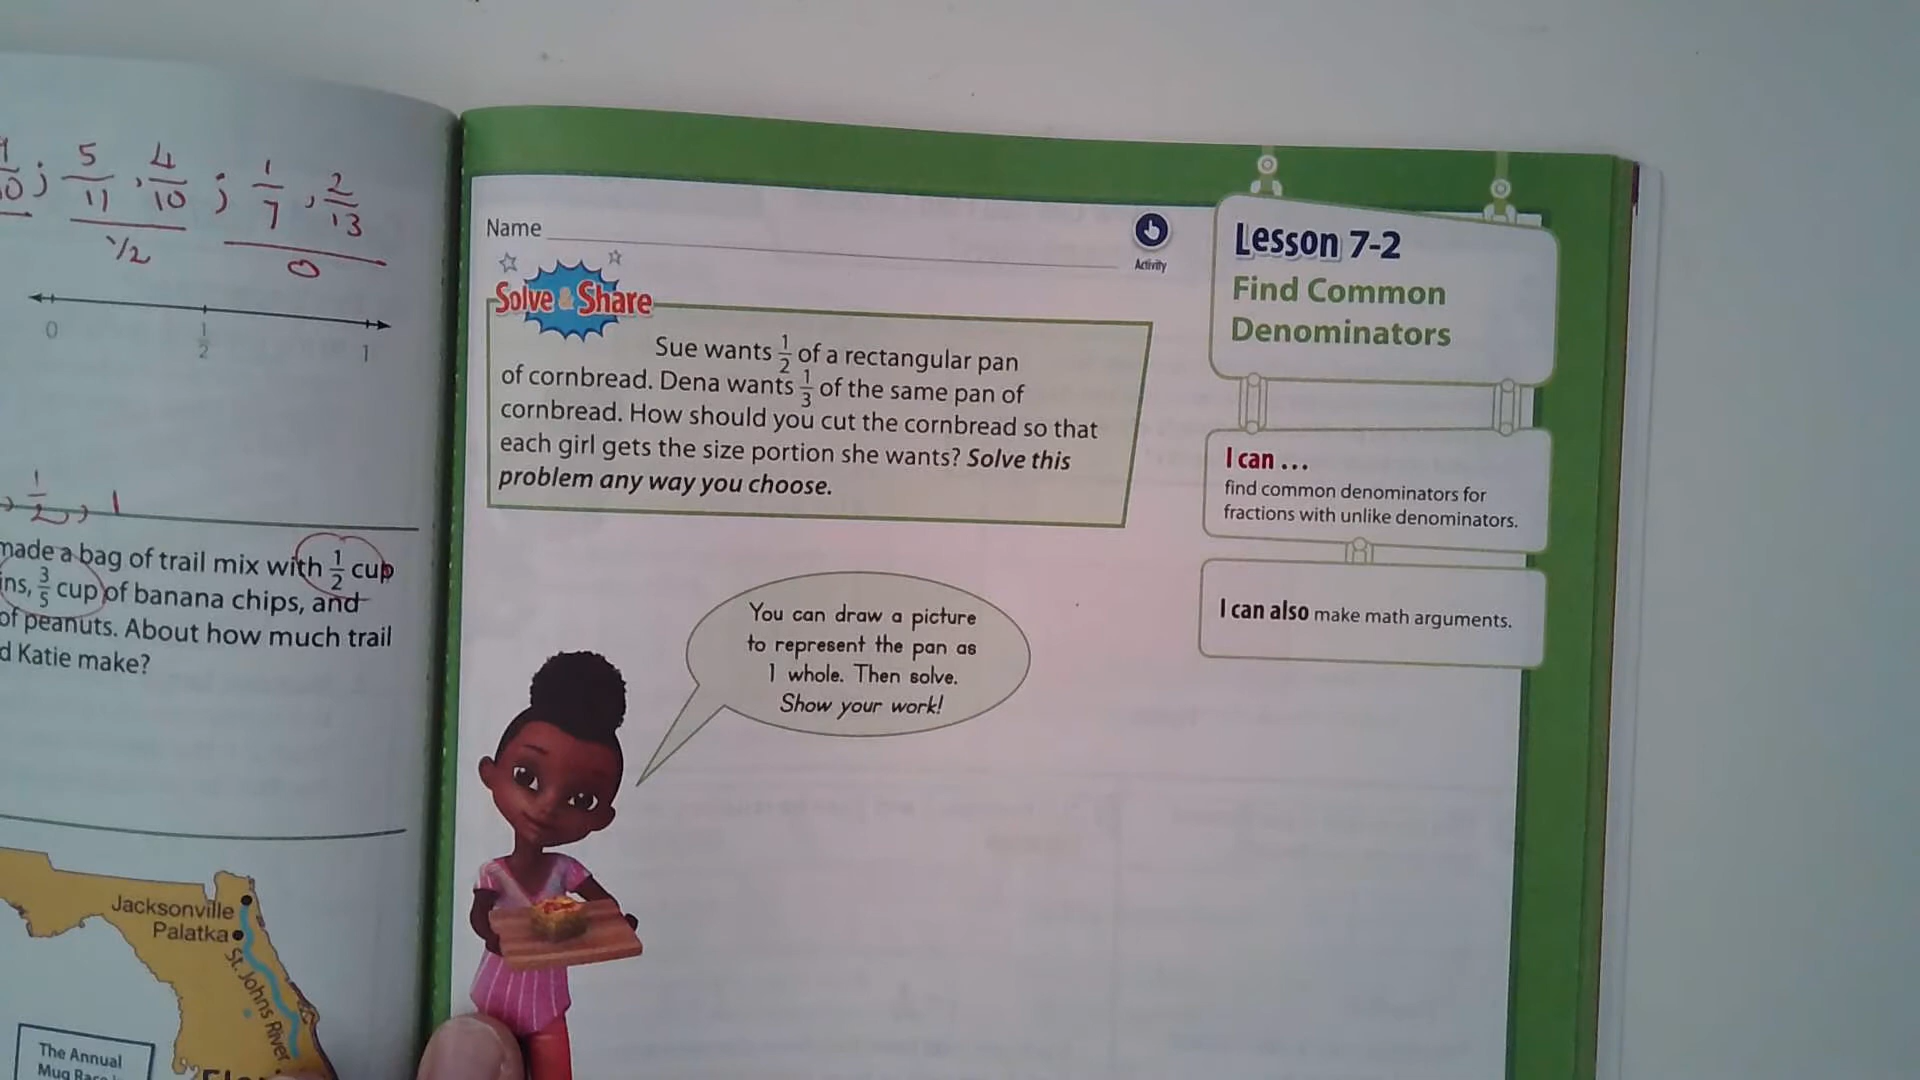 5/11, 4/10; 1/7, 2/13
1/2 0
0 1/2 1
1/2, 1
made a bag of trail mix with 1/2 cup
3/5 cup of banana chips, and
of peanuts. About how much trail
Katie make?
Jacksonville
Palatka
St. Johns River
The Annual
Name
Activity
Solve & Share
Sue wants 1/2 of a rectangular pan
of cornbread. Dena wants 1/3 of the same pan of
cornbread. How should you cut the cornbread so that
each girl gets the size portion she wants? Solve this
problem any way you choose.
You can draw a picture
to represent the pan as
1 whole. Then solve.
Show your work!
Lesson 7-2
Find Common
Denominators
I can ...
find common denominators for
fractions with unlike denominators.
I can also make math arguments.